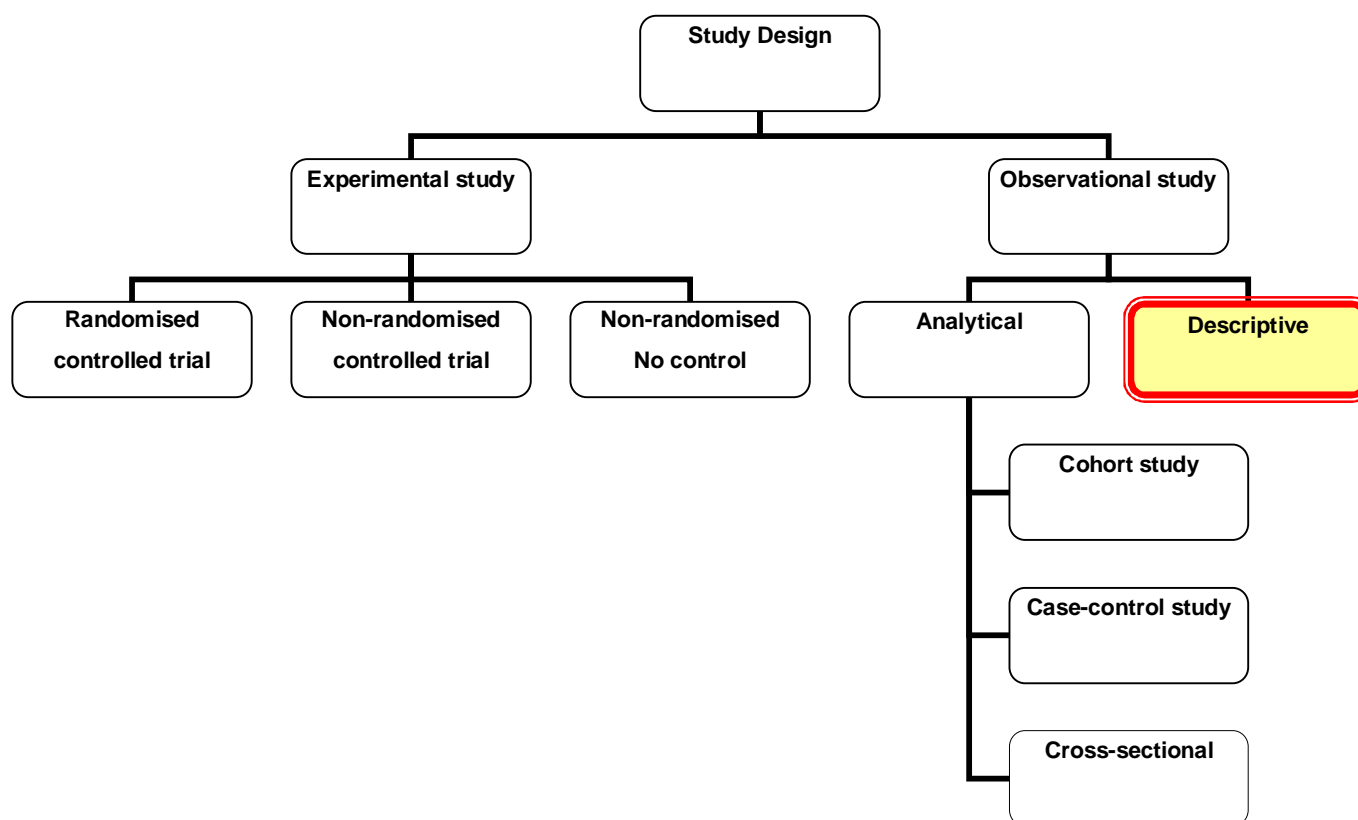 Study Design
Experimental study
Observational study
Randomised
controlled trial
Non-randomised
controlled trial
Non-randomised
No control
Analytical
Descriptive
Cohort study
Case-control study
Cross-sectional